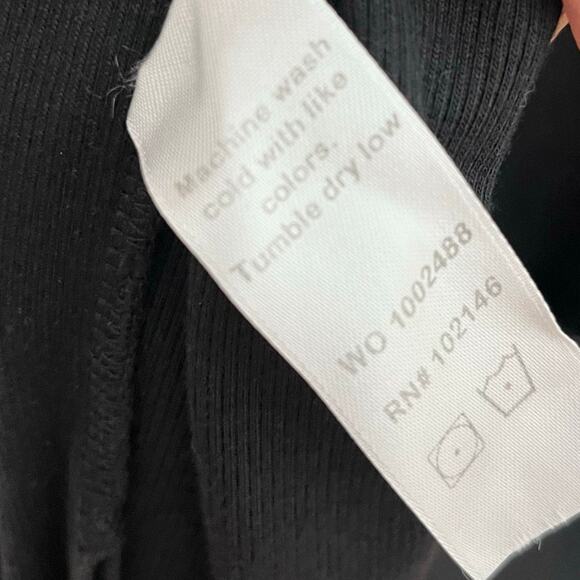 Machine wash
cold with like
colors.
Tumble dry low
WO 1002488
RN# 102146